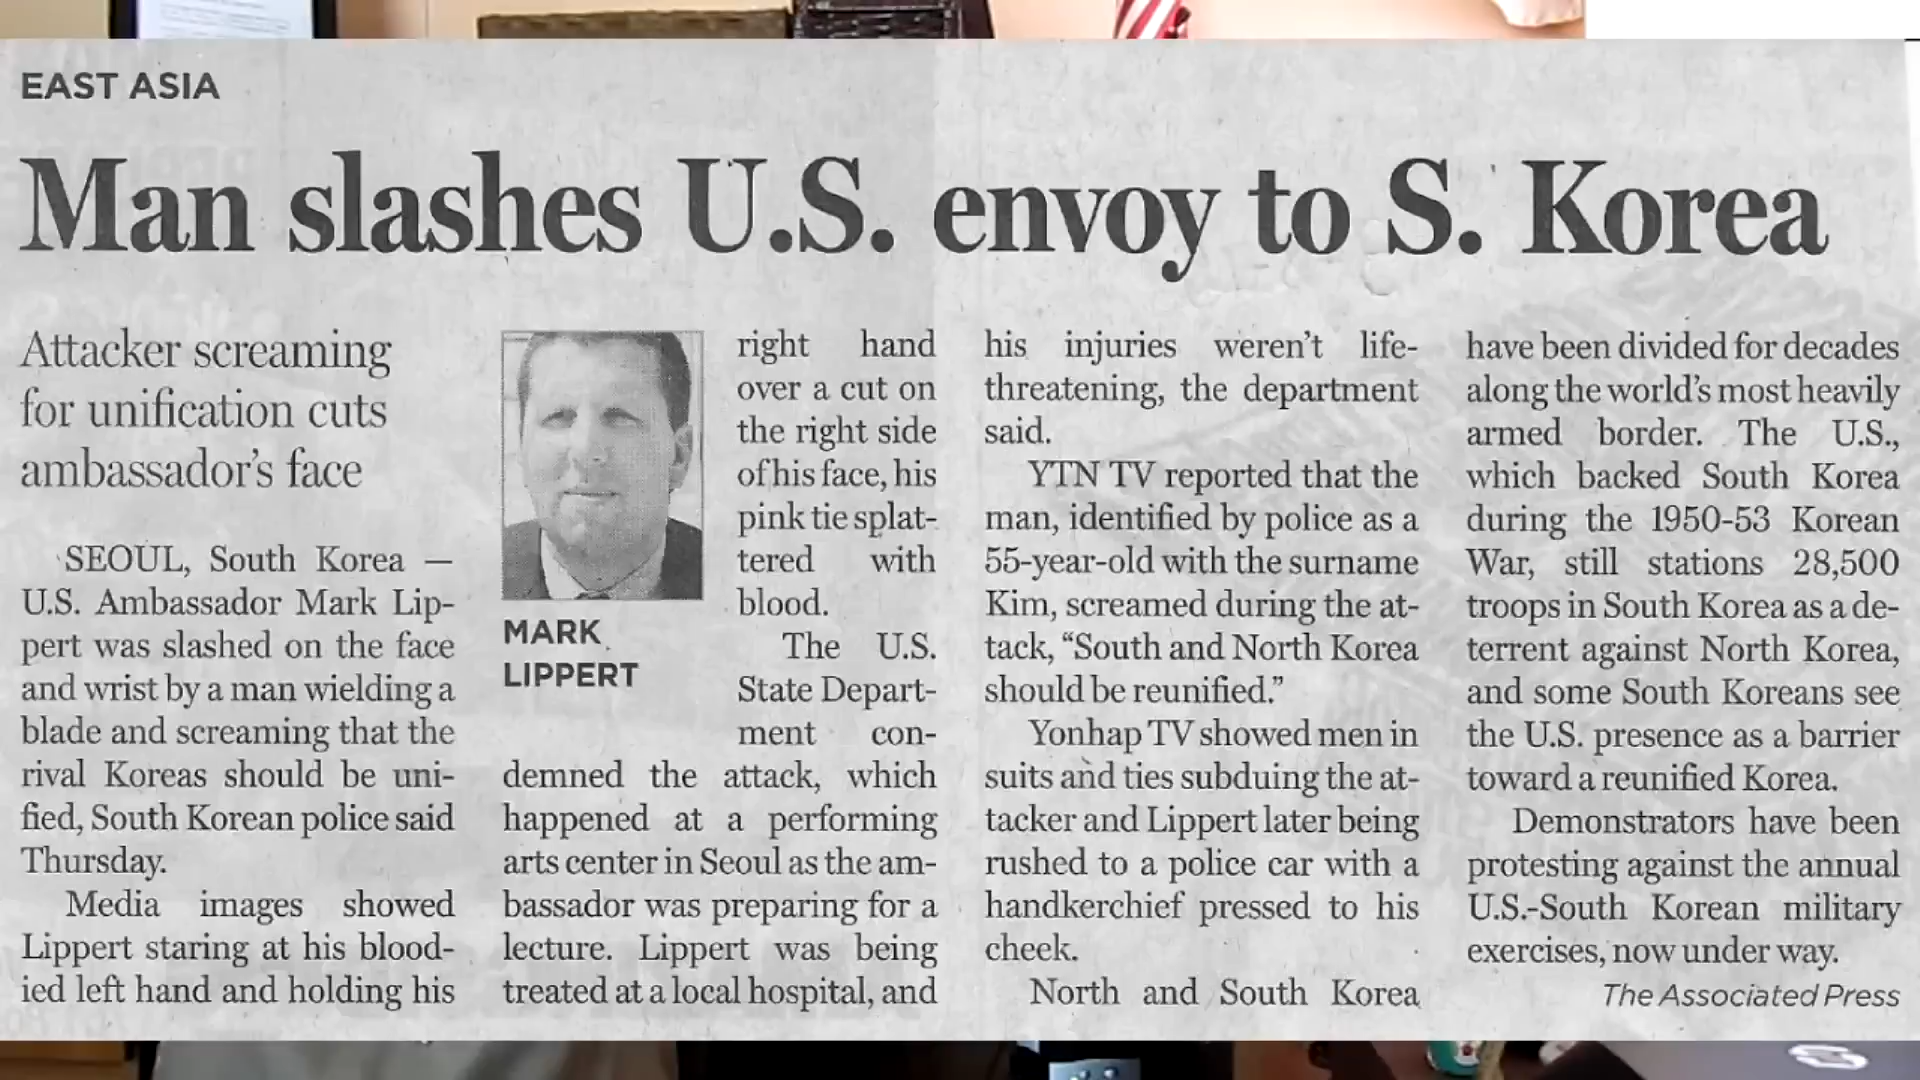 EAST ASIA
Man slashes U.S. envoy to S. Korea
Attacker screaming
for unification cuts
ambassador's face
SEOUL, South Korea —
U.S. Ambassador Mark Lip-
pert was slashed on the face
and wrist by a man wielding a
blade and screaming that the
rival Koreas should be uni-
fied, South Korean police said
Thursday.
Media images showed
Lippert staring at his blood-
ied left hand and holding his
MARK
LIPPERT
right hand
over a cut on
the right side
of his face, his
pink tie splat-
tered with
blood.
The U.S.
State Depart-
ment con-
demned the attack, which
happened at a performing
arts center in Seoul as the am-
bassador was preparing for a
lecture. Lippert was being
treated at a local hospital, and
his injuries weren't life-
threatening, the department
said.
YTN TV reported that the
man, identified by police as a
55-year-old with the surname
Kim, screamed during the at-
tack, “South and North Korea
should be reunified.”
Yonhap TV showed men in
suits and ties subduing the at-
tacker and Lippert later being
rushed to a police car with a
handkerchief pressed to his
cheek.
North and South Korea
have been divided for decades
along the world's most heavily
armed border. The U.S.,
which backed South Korea
during the 1950-53 Korean
War, still stations 28,500
troops in South Korea as a de-
terrent against North Korea,
and some South Koreans see
the U.S. presence as a barrier
toward a reunified Korea.
Demonstrators have been
protesting against the annual
U.S.-South Korean military
exercises, now under way.
The Associated Press